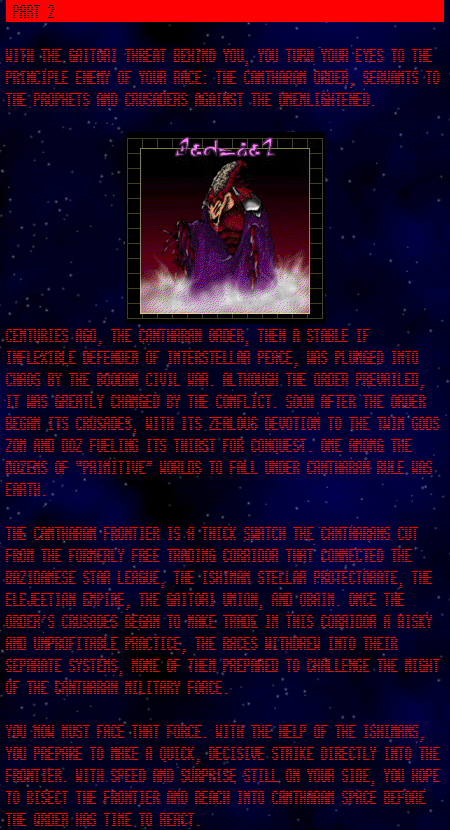 PART 2
WITH THE GAITORI THREAT BEHIND YOU, YOU TURN YOUR EYES TO THE
PRINCIPLE ENEMY OF YOUR RACE: THE CANTHARAN ORDER, SERVANTS TO
THE PROPHETS AND CRUSADERS AGAINST THE UNENLIGHTENED.
CENTURIES AGO, THE CANTHARAN ORDER, THEN A STABLE IF
INFLEXIBLE DEFENDER OF INTERSTELLAR PEACE, WAS PLUNGED INTO
CHAOS BY THE CIVIL WAR. ALTHOUGH THE ORDER PREVAILED,
IT WAS GREATLY CHANGED BY THE CONFLICT. SOON AFTER THE ORDER
BEGAN ITS CRUSADES, WITH ITS ZEALOUS DEVOTION TO THE TWIN GODS
AND FUELING ITS THIRST FOR CONQUEST. ONE AMONG THE
DOZENS OF "PRIMITIVE" WORLDS TO FALL UNDER CANTHARAN RULE WAS
EARTH.
THE CANTHARAN FRONTIER IS A THICK SWATCH THE CANTHARANS CUT
FROM THE FORMERLY FREE TRADING CORRIDOR THAT CONNECTED THE
BAZIDANESE STAR LEAGUE, THE ISHIMAN STELLAR PROTECTORATE, THE
ELEJEETIAN EMPIRE, THE GAITORI UNION, AND OBAIN. ONCE THE
ORDER'S CRUSADES BEGAN TO MAKE TRADE IN THIS CORRIDOR A RISKY
AND UNPROFITABLE PRACTICE, THE RACES WITHDREW INTO THEIR
SEPARATE SYSTEMS, NONE OF THEM PREPARED TO CHALLENGE THE MIGHT
OF THE CANTHARAN MILITARY FORCE.
YOU NOW MUST FACE THAT FORCE. WITH THE HELP OF THE ISHIMANS,
YOU PREPARE TO MAKE A QUICK, DECISIVE STRIKE DIRECTLY INTO THE
FRONTIER. WITH SPEED AND SURPRISE STILL ON YOUR SIDE, YOU HOPE
TO BISECT THE FRONTIER AND REACH INTO CANTHARAN SPACE BEFORE
THE ORDER HAS TIME TO REACT.